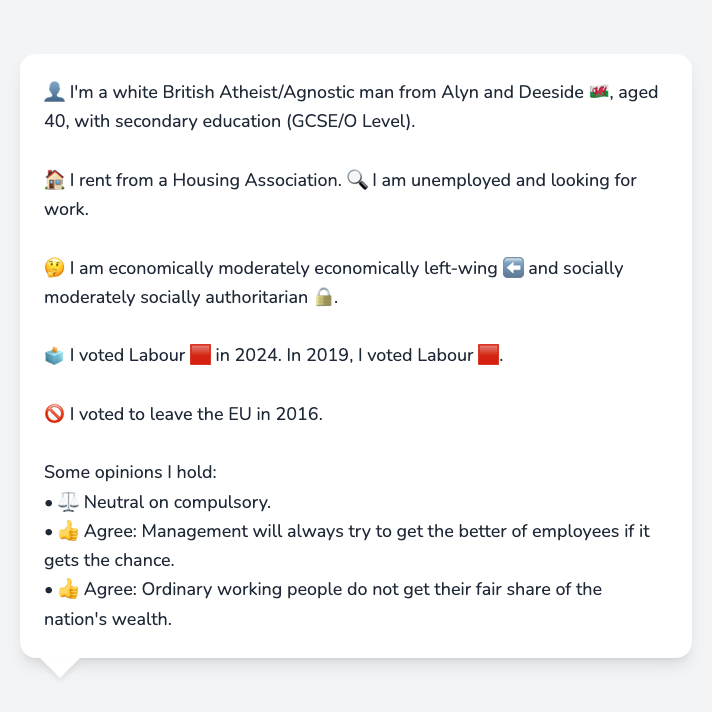 👤 I'm a white British Atheist/Agnostic man from Alyn and Deeside 🏴󠁧󠁢󠁷󠁬󠁳󠁿, aged
40, with secondary education (GCSE/O Level).
🏠 I rent from a Housing Association. 🔍 I am unemployed and looking for
work.
🤔 I am economically moderately economically left-wing ⬅️ and socially
moderately socially authoritarian 🔒.
🗳️ I voted Labour 🟥 in 2024. In 2019, I voted Labour 🟥.
🚫 I voted to leave the EU in 2016.
Some opinions I hold:
• ⚖️ Neutral on compulsory.
• 👍 Agree: Management will always try to get the better of employees if it
gets the chance.
• 👍 Agree: Ordinary working people do not get their fair share of the
nation's wealth.